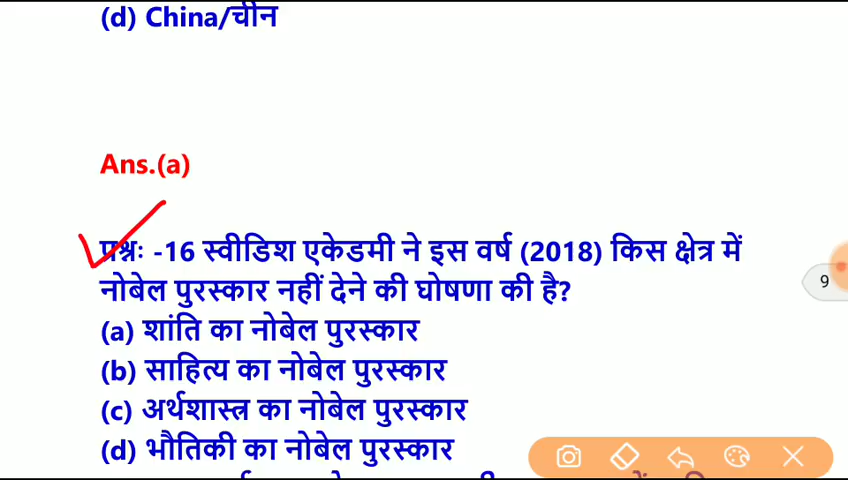 (d) China/चीन
Ans.(a)
प्रश्नः -16 स्वीडिश एकेडमी ने इस वर्ष (2018) किस क्षेत्र में
नोबेल पुरस्कार नहीं देने की घोषणा की है?
(a) शांति का नोबेल पुरस्कार
(b) साहित्य का नोबेल पुरस्कार
(c) अर्थशास्त्र का नोबेल पुरस्कार
(d) भौतिकी का नोबेल पुरस्कार
9